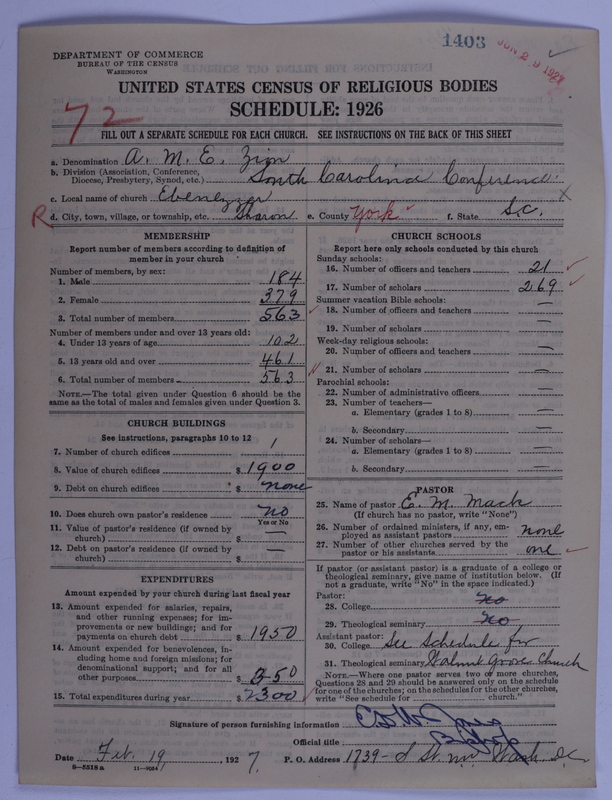 1403
JUN 29 1927
DEPARTMENT OF COMMERCE
BUREAU OF THE CENSUS
WASHINGTON
UNITED STATES CENSUS OF RELIGIOUS BODIES
SCHEDULE: 1926
72
FILL OUT A SEPARATE SCHEDULE FOR EACH CHURCH. SEE INSTRUCTIONS ON THE BACK OF THIS SHEET
a. Denomination A. M. E. Zion
b. Division (Association, Conference, Diocese, Presbytery, Synod, etc.) South Carolina Conference
c. Local name of church Ebenezer
R d. City, town, village, or township, etc. Sharon e. County York f. State S.C.
MEMBERSHIP
Report number of members according to definition of
member in your church
Number of members, by sex:
1. Male 184
2. Female 379
3. Total number of members 563
Number of members under and over 13 years old:
4. Under 13 years of age 102
5. 13 years old and over 461
6. Total number of members 563
NOTE.—The total given under Question 6 should be the
same as the total of males and females given under Question 3.
CHURCH BUILDINGS
See instructions, paragraphs 10 to 12
7. Number of church edifices 1
8. Value of church edifices $ 1900
9. Debt on church edifices $ none
10. Does church own pastor's residence no
Yes or No
11. Value of pastor's residence (if owned by
church) $ —
12. Debt on pastor's residence (if owned by
church) $ —
EXPENDITURES
Amount expended by your church during last fiscal year
13. Amount expended for salaries, repairs,
and other running expenses; for im-
provements or new building; and for
payments on church debt $ 1950
14. Amount expended for benevolences, in-
cluding home and foreign missions; for
denominational support; and for all
other purposes $ 350
15. Total expenditures during year $ 2300
CHURCH SCHOOLS
Report here only schools conducted by this church
Sunday schools:
16. Number of officers and teachers 21
17. Number of scholars 269
Summer vacation Bible schools:
18. Number of officers and teachers —
19. Number of scholars —
Week-day religious schools:
20. Number of officers and teachers —
21. Number of scholars —
Parochial schools:
22. Number of administrative officers —
23. Number of teachers—
a. Elementary (grades 1 to 8) —
b. Secondary —
24. Number of scholars—
a. Elementary (grades 1 to 8) —
b. Secondary —
PASTOR
25. Name of pastor E. M. Mack
(If church has no pastor, write "None")
26. Number of ordained ministers, if any, em-
ployed as assistant pastors none
27. Number of other churches served by the
pastor or his assistants one
If pastor (or assistant pastor) is a graduate of a college or
theological seminary, give name of institution below. (If
not a graduate, write "No" in the space indicated.)
Pastor:
28. College No
29. Theological seminary No
Assistant pastor:
30. College See Schedule for
31. Theological seminary Walnut Grove Church
NOTE.—Where one pastor serves two or more churches,
Questions 28 and 29 should be answered only on the schedule
for one of the churches; on the schedules for the other churches,
write "See schedule for church."
Signature of person furnishing information
Official title Bishop
Date Feb. 19, 1927. P. O. Address 1739- St. Wash. D.C.
8—5518a